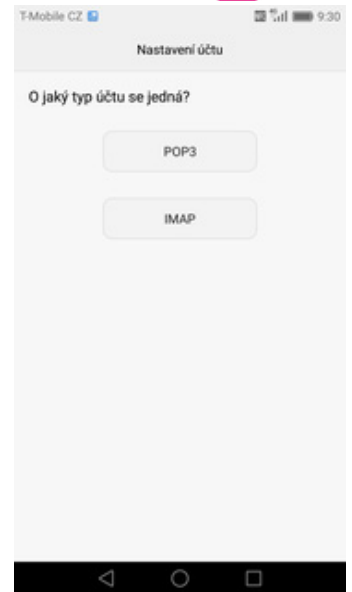 T-Mobile CZ 9:30
Nastavení účtu
O jaký typ účtu se jedná?
POP3
IMAP